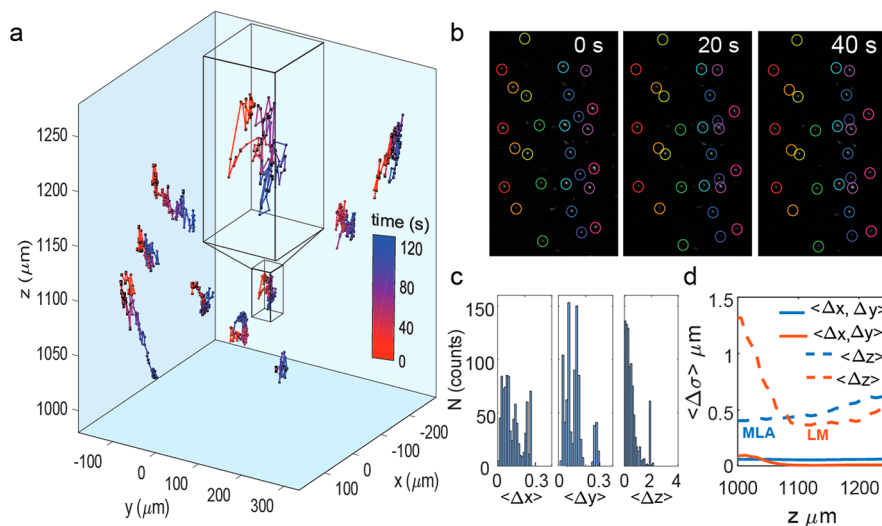 a
1250
1200
1150
1100
1050
1000
z (μm)
-100
0
100
200
300
y (μm)
-200
-100
0
100
x (μm)
time (s)
120
80
40
0
b
0 s
20 s
40 s
c
150
100
50
0
N (counts)
0
0.3
<Δx>
0
0.3
<Δy>
0
2
4
<Δz>
d
1.5
1
0.5
0
<Δσ> μm
<Δx, Δy>
<Δx,Δy>
<Δz>
<Δz>
MLA
LM
1000
1100
1200
z μm